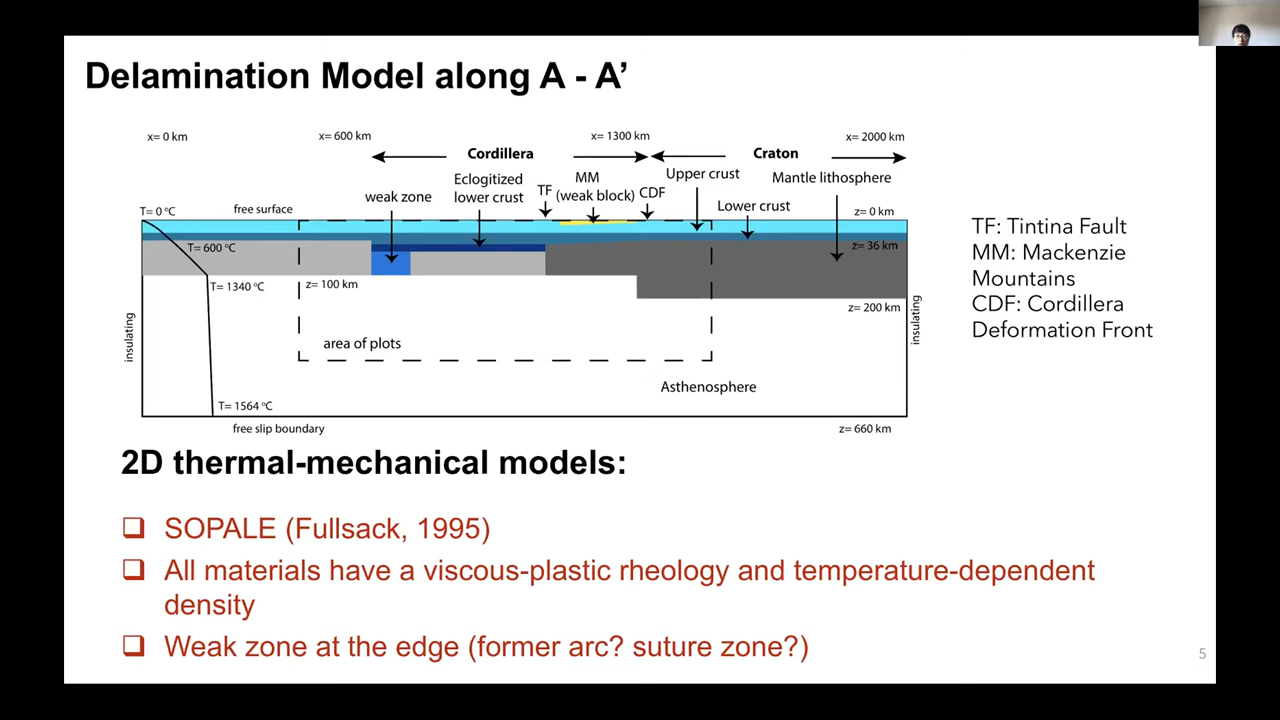 Delamination Model along A - A’
x= 0 km
x= 600 km
x= 1300 km
x= 2000 km
Cordillera
Craton
weak zone
Eclogitized
lower crust
TF
MM
(weak block)
CDF
Upper crust
Lower crust
Mantle lithosphere
T= 0 °C
free surface
z= 0 km
T= 600 °C
z= 36 km
T= 1340 °C
z= 100 km
z= 200 km
insulating
insulating
area of plots
Asthenosphere
T= 1564 °C
free slip boundary
z= 660 km
TF: Tintina Fault
MM: Mackenzie
Mountains
CDF: Cordillera
Deformation Front
2D thermal-mechanical models:
❑ SOPALE (Fullsack, 1995)
❑ All materials have a viscous-plastic rheology and temperature-dependent
density
❑ Weak zone at the edge (former arc? suture zone?)
5